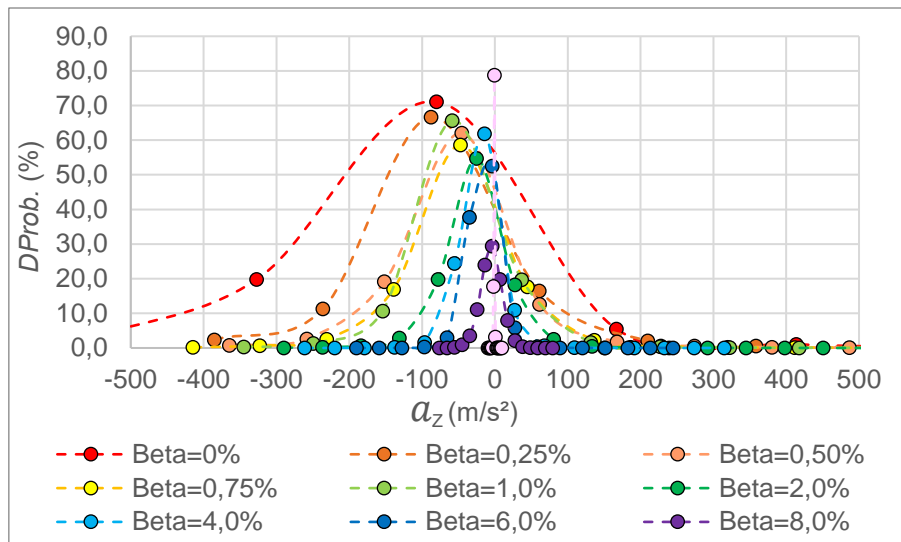 90,0
80,0
70,0
60,0
50,0
40,0
30,0
20,0
10,0
0,0
DProb. (%)
-500 -400 -300 -200 -100 0 100 200 300 400 500
a_z (m/s²)
Beta=0% Beta=0,25% Beta=0,50%
Beta=0,75% Beta=1,0% Beta=2,0%
Beta=4,0% Beta=6,0% Beta=8,0%